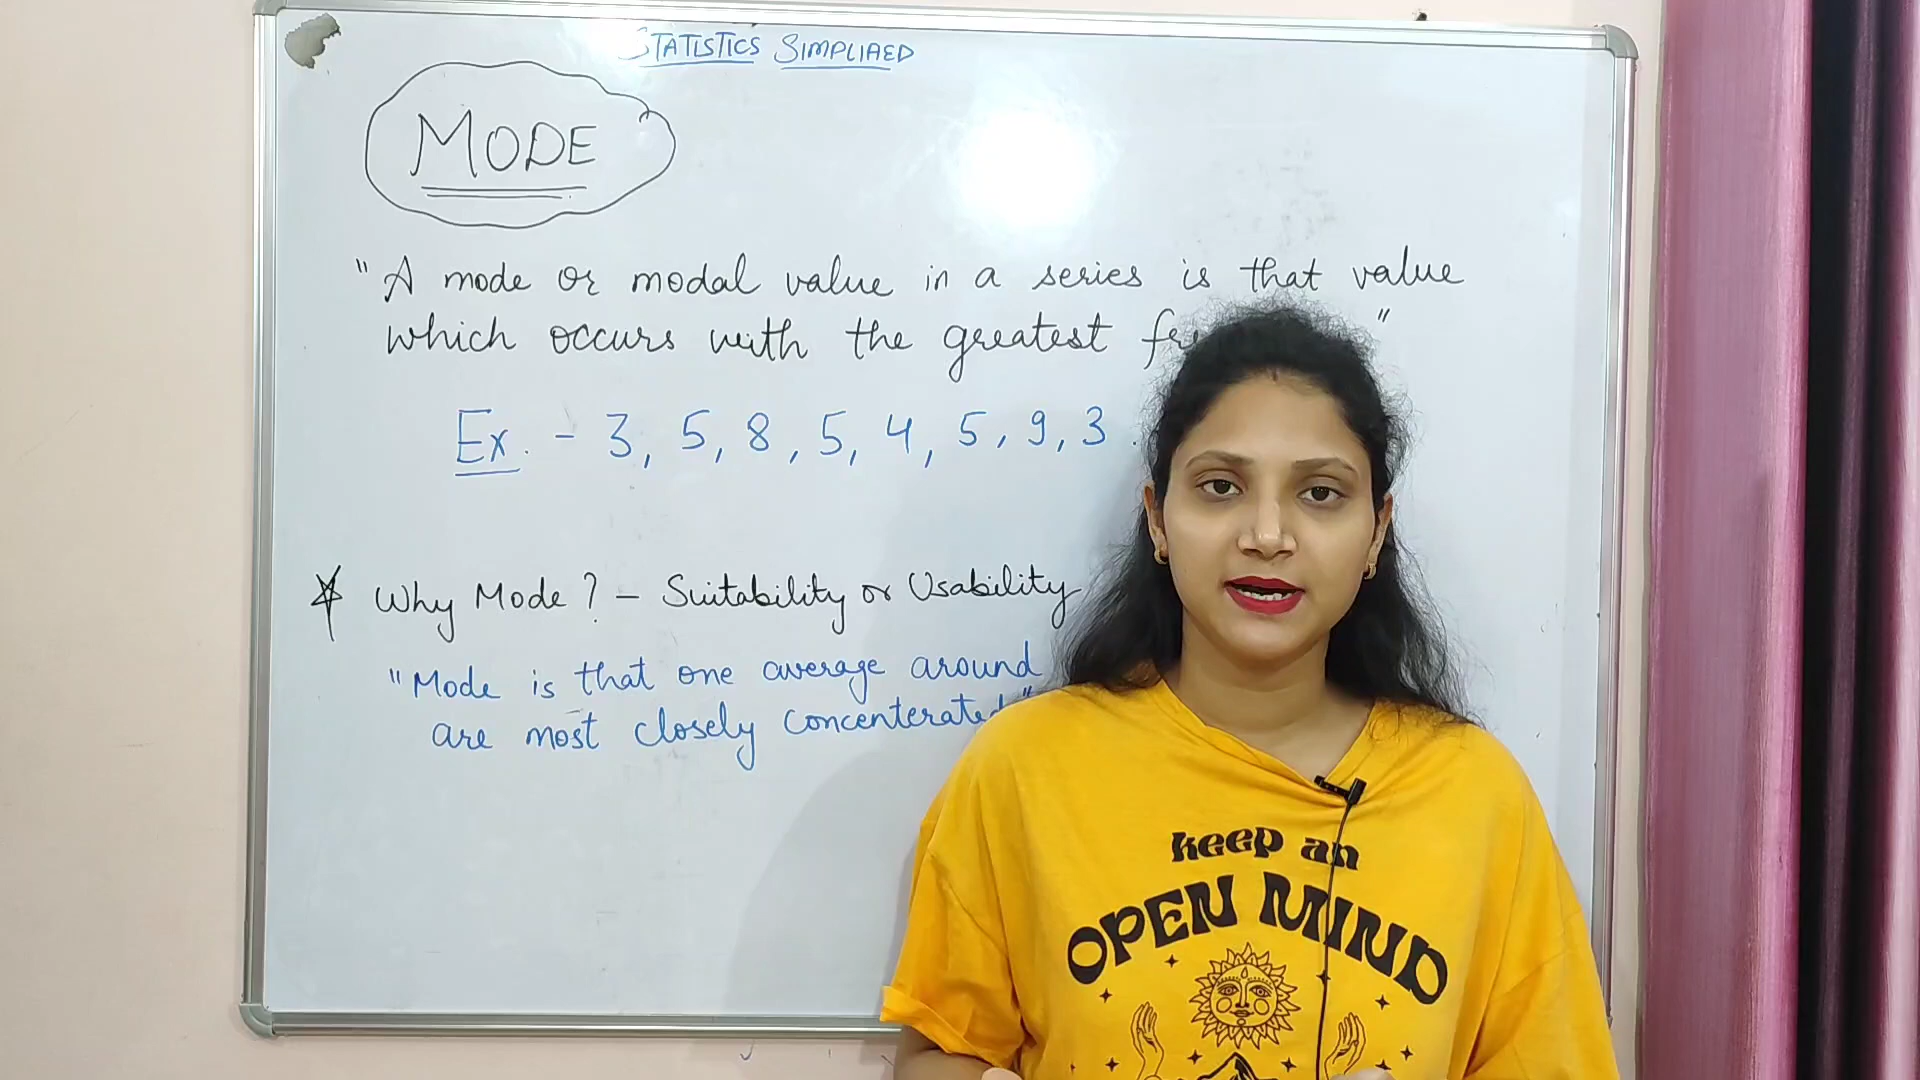 STATISTICS SIMPLIFIED
MODE
"A mode or modal value in a series is that value
which occurs with the greatest "
Ex. - 3, 5, 8, 5, 4, 5, 9, 3 .
Why Mode? - Suitability or Usability
"Mode is that one average around
are most closely concenterated"
keep an
OPEN MIND